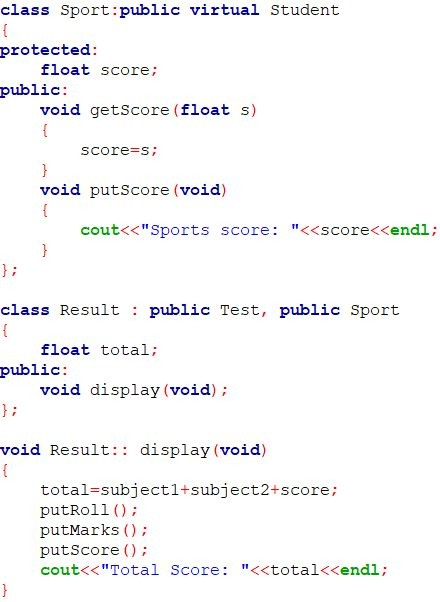 class Sport:public virtual Student
{
protected:
    float score;
public:
    void getScore(float s)
    {
        score=s;
    }
    void putScore(void)
    {
        cout<<"Sports score: "<<score<<endl;
    }
};

class Result : public Test, public Sport
{
    float total;
public:
    void display(void);
};

void Result:: display(void)
{
    total=subject1+subject2+score;
    putRoll();
    putMarks();
    putScore();
    cout<<"Total Score: "<<total<<endl;
}